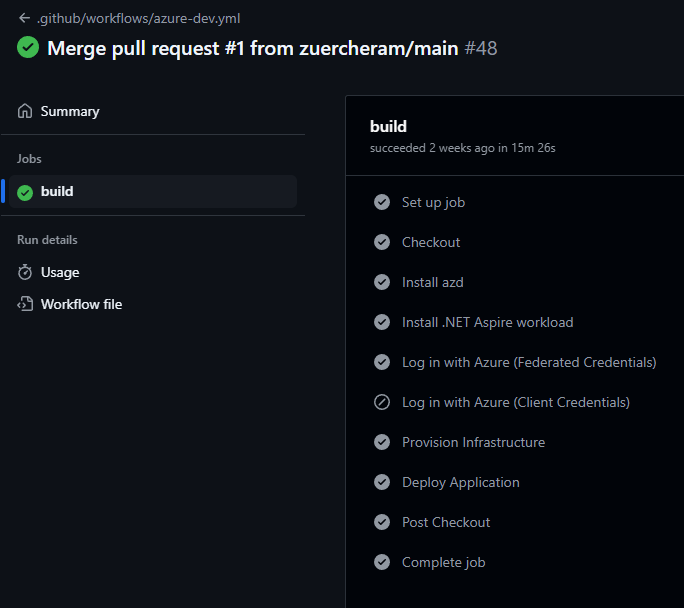 .github/workflows/azure-dev.yml
Merge pull request #1 from zuercheram/main #48
Summary
Jobs
build
Run details
Usage
Workflow file
build
succeeded 2 weeks ago in 15m 26s
Set up job
Checkout
Install azd
Install .NET Aspire workload
Log in with Azure (Federated Credentials)
Log in with Azure (Client Credentials)
Provision Infrastructure
Deploy Application
Post Checkout
Complete job